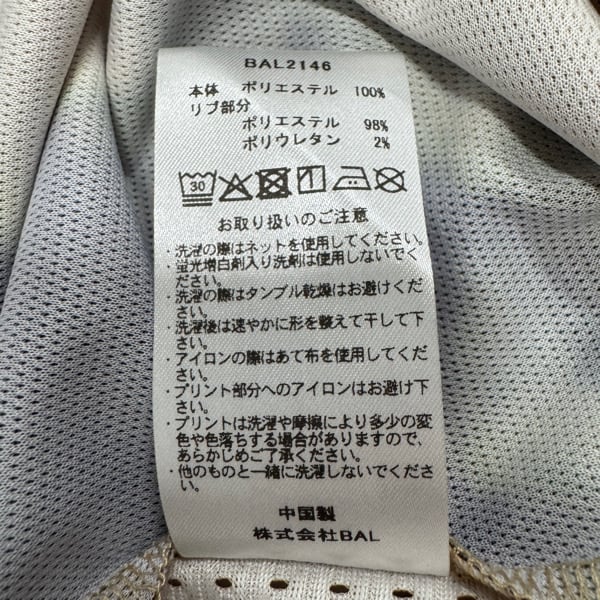 BAL2146
本体 ポリエステル 100%
リブ部分
ポリエステル 98%
ポリウレタン 2%
30
お取り扱いのご注意
・洗濯の際はネットを使用してください。
・蛍光増白剤入り洗剤は使用しないでく
ださい。
・洗濯の際はタンブル乾燥はお避けくだ
さい。
・洗濯後は速やかに形を整えて干して下
さい。
・アイロンの際はあて布を使用してくだ
さい。
・プリント部分へのアイロンはお避け下
さい。
・プリントは洗濯や摩擦により多少の変
色や色落ちする場合がありますので、
あらかじめご了承ください。
・他のものと一緒に洗濯しないでくださ
い。
中国製
株式会社BAL